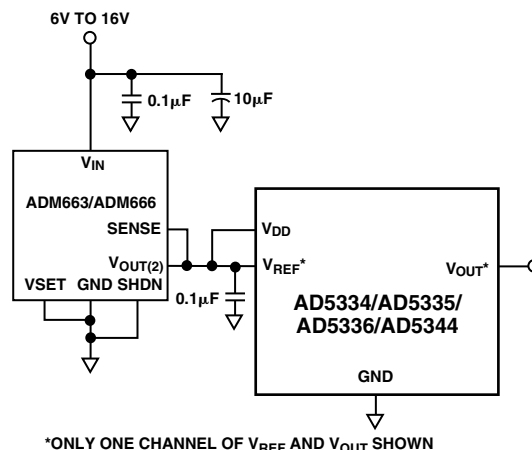 6V TO 16V
0.1μF
10μF
VIN
ADM663/ADM666
SENSE
VOUT(2)
VSET GND SHDN
0.1μF
VDD
VREF*
VOUT*
AD5334/AD5335/
AD5336/AD5344
GND
*ONLY ONE CHANNEL OF VREF AND VOUT SHOWN